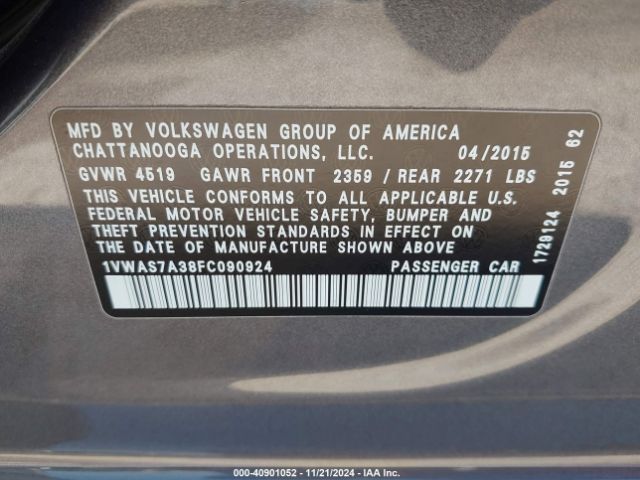 MFD BY VOLKSWAGEN GROUP OF AMERICA
CHATTANOOGA OPERATIONS, LLC. 04/2015
GVWR 4519 GAWR FRONT 2359 / REAR 2271 LBS
THIS VEHICLE CONFORMS TO ALL APPLICABLE U.S.
FEDERAL MOTOR VEHICLE SAFETY, BUMPER AND
THEFT PREVENTION STANDARDS IN EFFECT ON
THE DATE OF MANUFACTURE SHOWN ABOVE
1VWAS7A38FC090924 PASSENGER CAR
1729124 2015 62
000-40901052 - 11/21/2024 - IAA Inc.